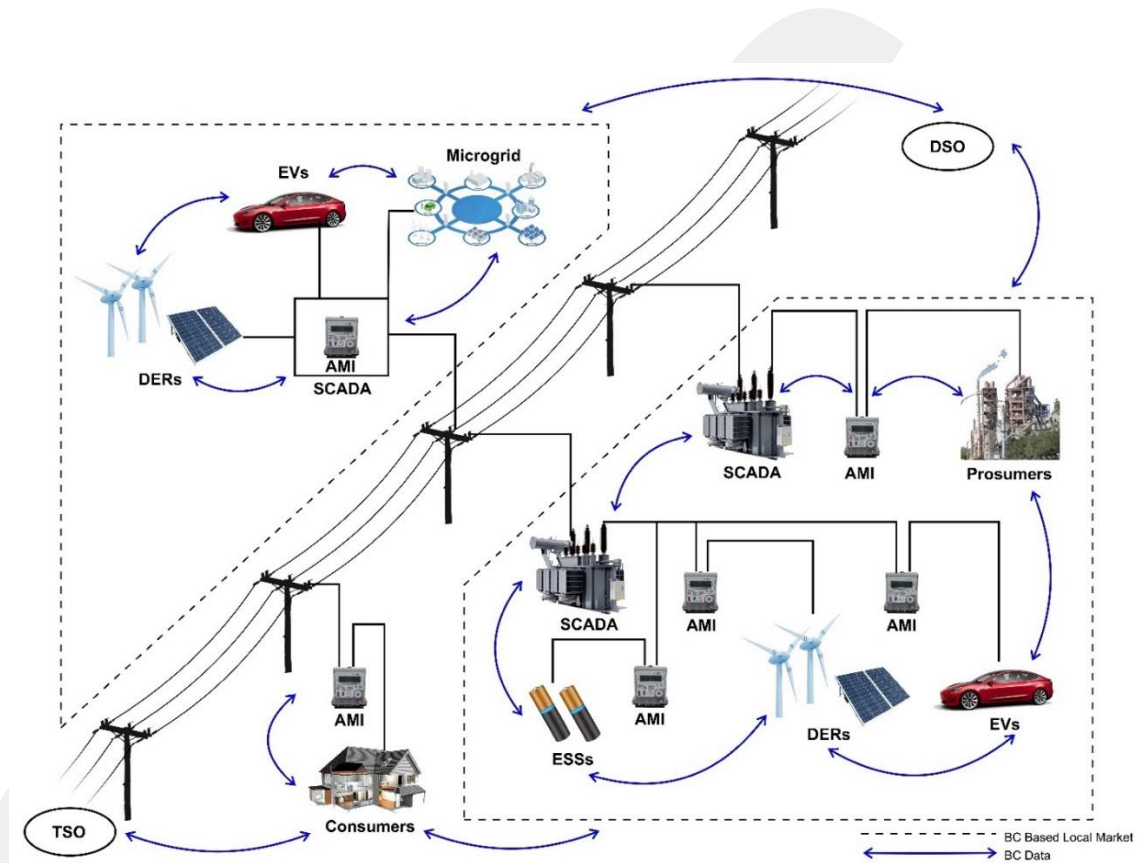 DSO
Microgrid
EVs
AMI
SCADA
DERs
SCADA
AMI
Prosumers
SCADA
AMI
AMI
AMI
ESSs
AMI
DERs
EVs
Consumers
TSO
BC Based Local Market
BC Data